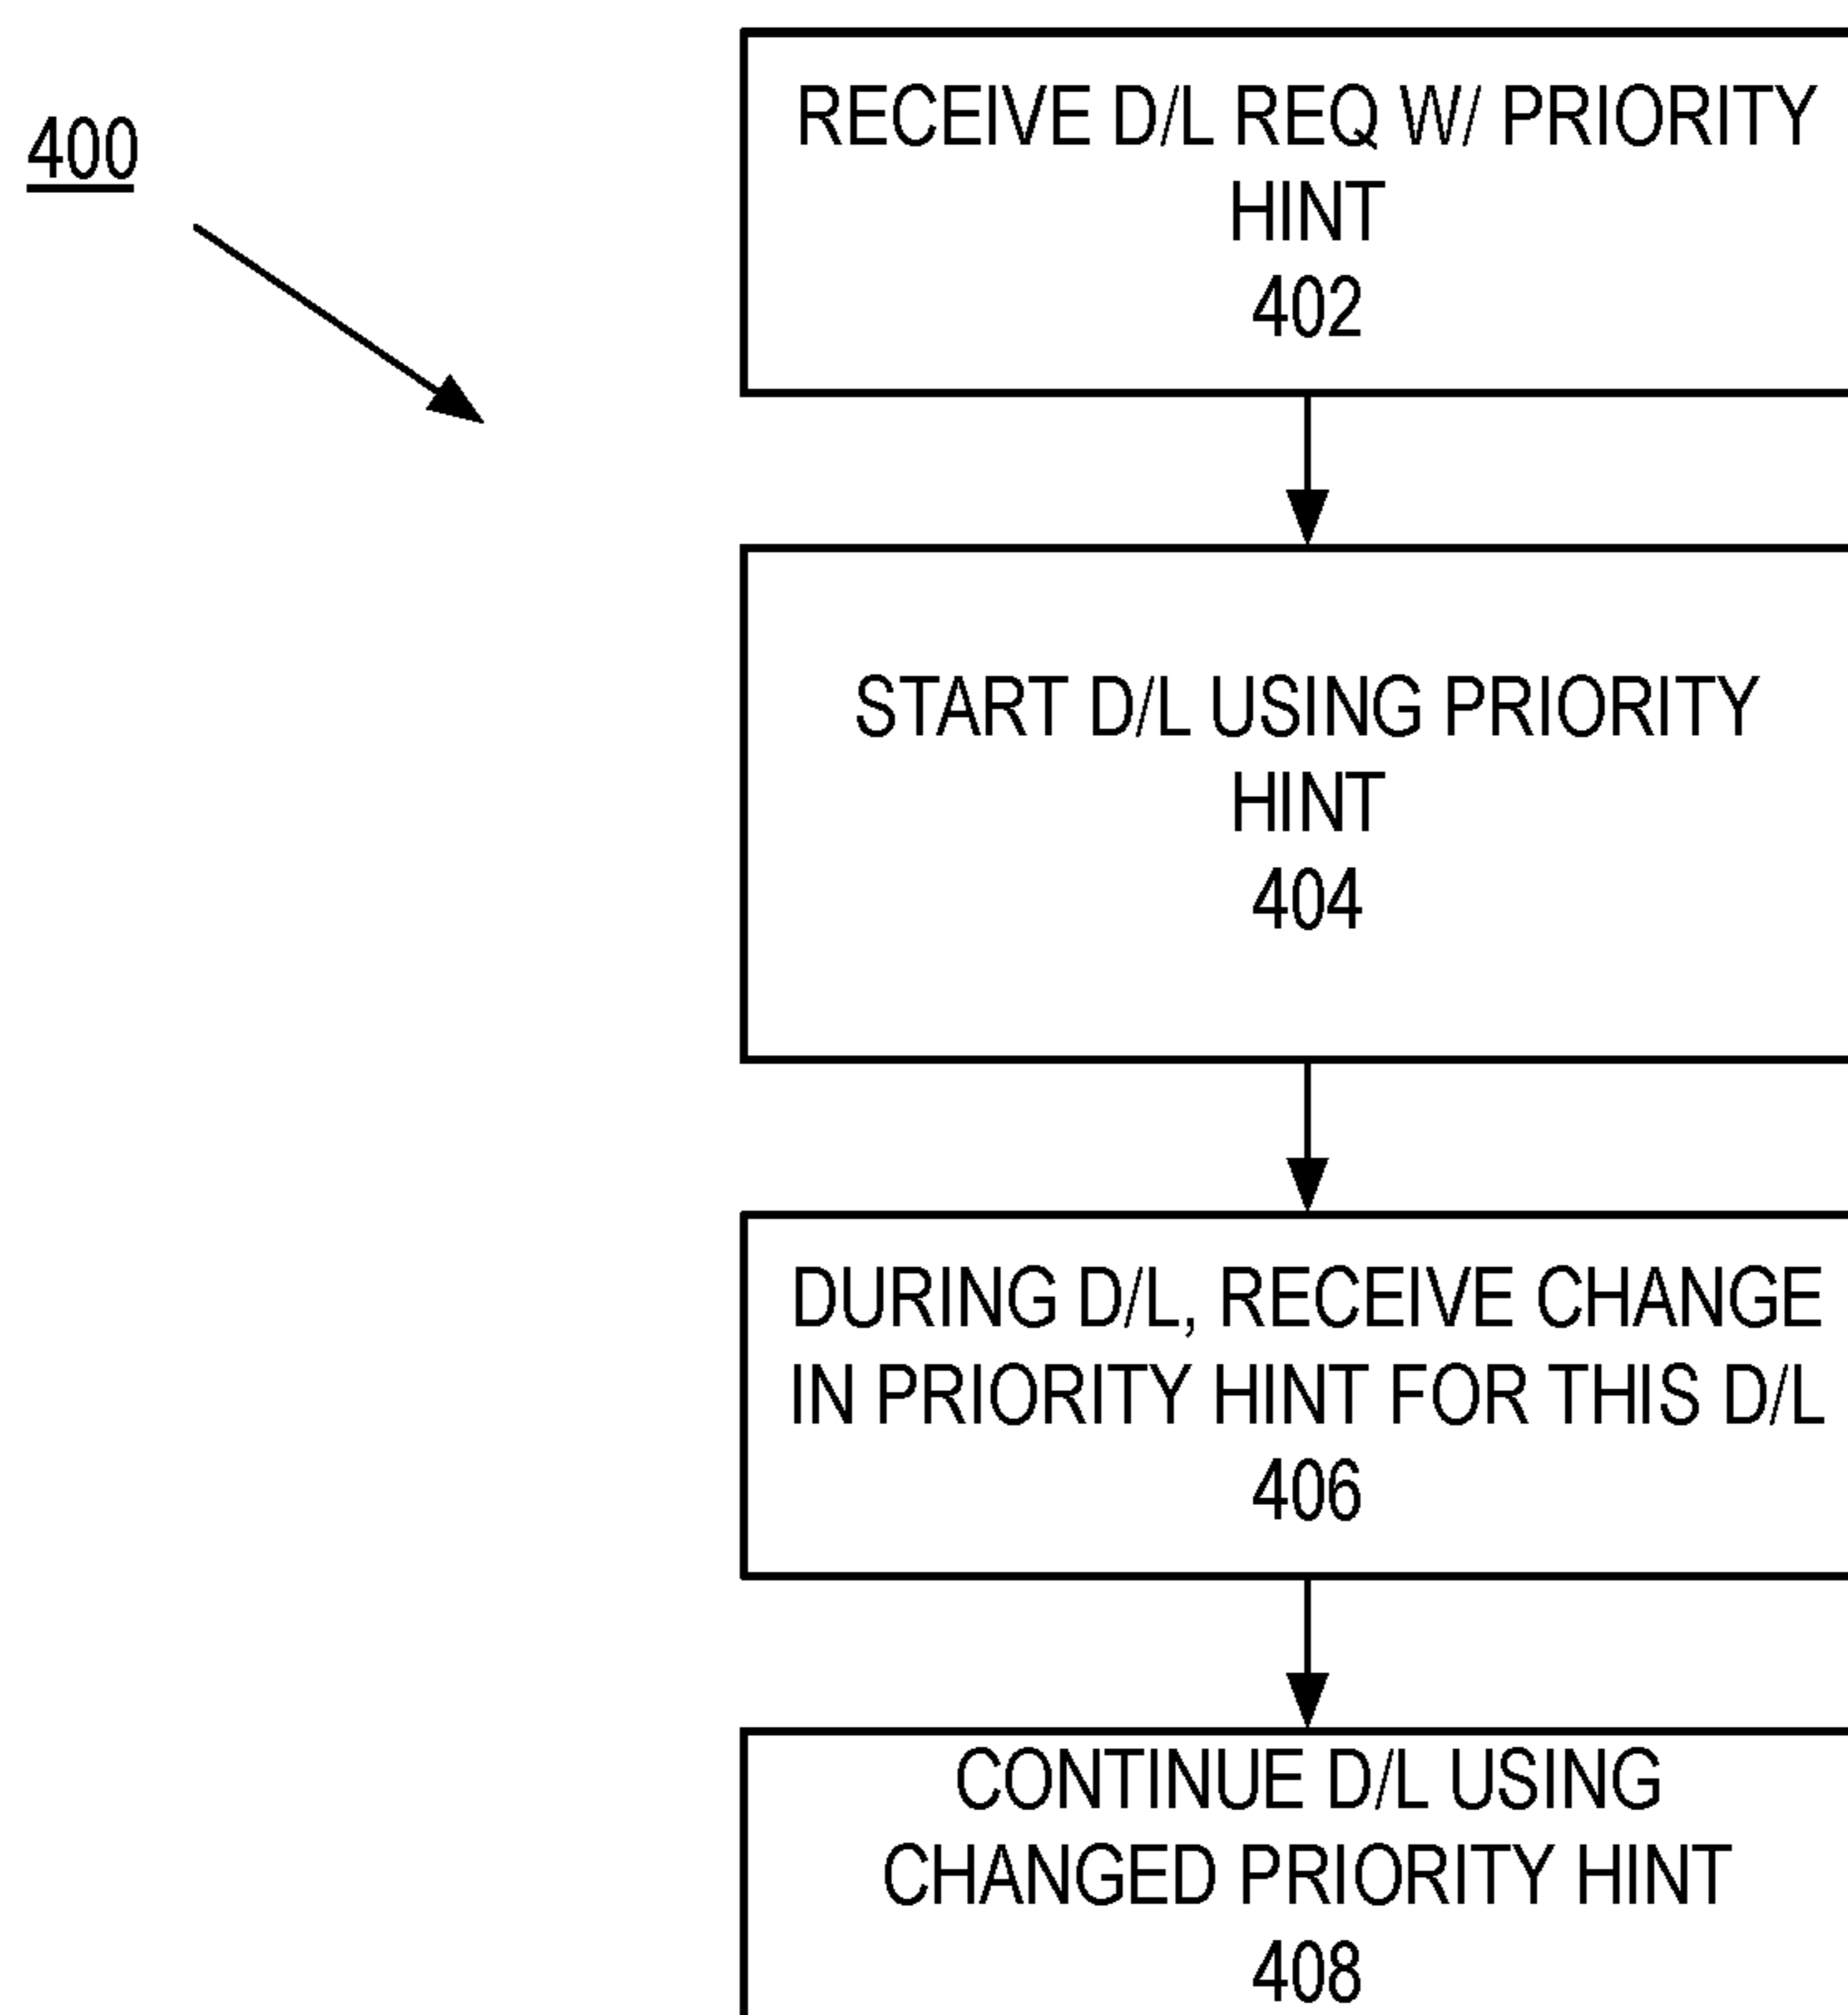 400
RECEIVE D/L REQ W/ PRIORITY
HINT
402
START D/L USING PRIORITY
HINT
404
DURING D/L, RECEIVE CHANGE
IN PRIORITY HINT FOR THIS D/L
406
CONTINUE D/L USING
CHANGED PRIORITY HINT
408